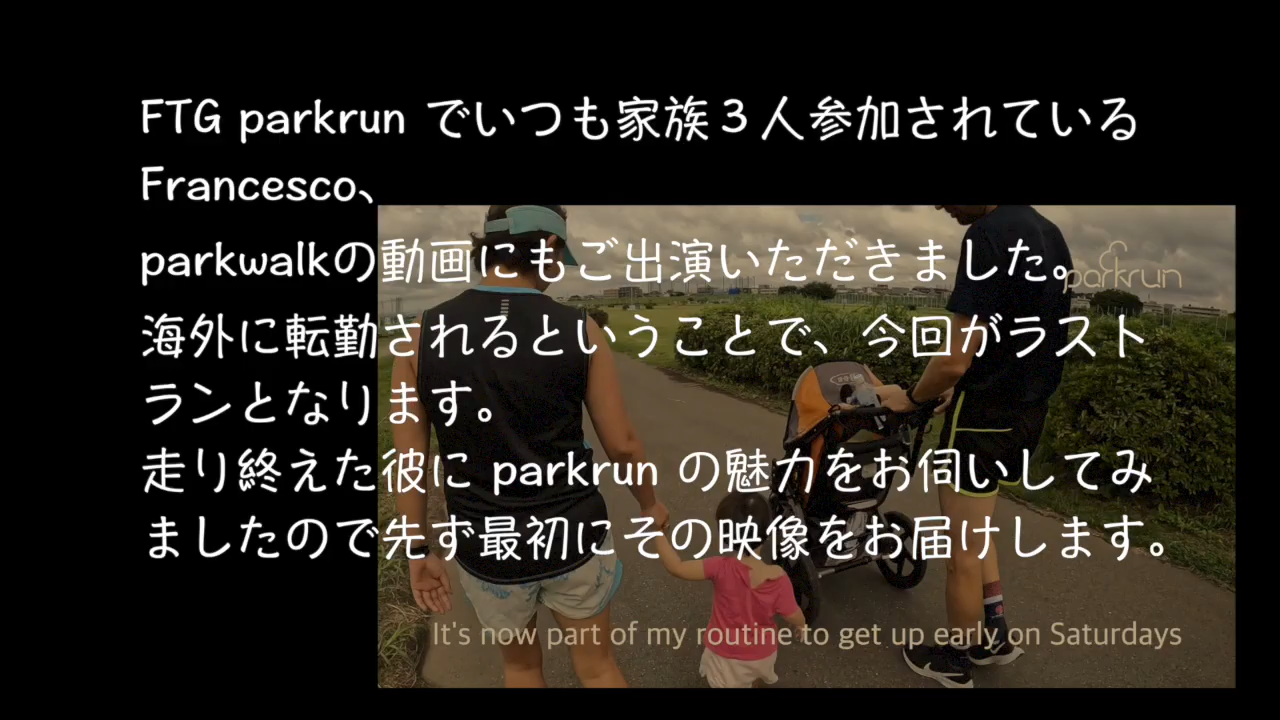 FTG parkrun でいつも家族３人参加されている
Francesco、
parkwalkの動画にもご出演いただきました。
parkrun
海外に転勤されるということで、今回がラスト
ランとなります。
走り終えた彼に parkrun の魅力をお伺いしてみ
ましたので先ず最初にその映像をお届けします。
It's now part of my routine to get up early on Saturdays